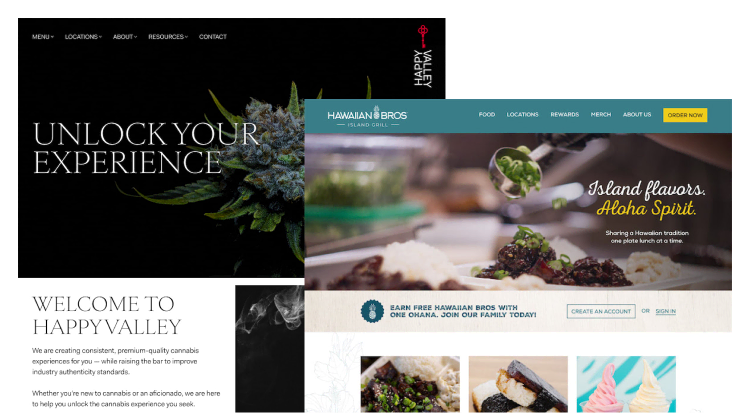 MENU
LOCATIONS
ABOUT
RESOURCES
CONTACT
HAPPY
VALLEY
UNLOCK YOUR
EXPERIENCE
WELCOME TO
HAPPY VALLEY
We are creating consistent, premium-quality cannabis
experiences for you — while raising the bar to improve
industry authenticity standards.
Whether you're new to cannabis or an aficionado, we are here
to help you unlock the cannabis experience you seek.
HAWAIIAN BROS
ISLAND GRILL
FOOD
LOCATIONS
REWARDS
MERCH
ABOUT US
ORDER NOW
Island flavors.
Aloha Spirit.
Sharing a Hawaiian tradition
one plate lunch at a time.
EARN FREE HAWAIIAN BROS WITH
ONE OHANA. JOIN OUR FAMILY TODAY!
CREATE AN ACCOUNT
OR
SIGN IN